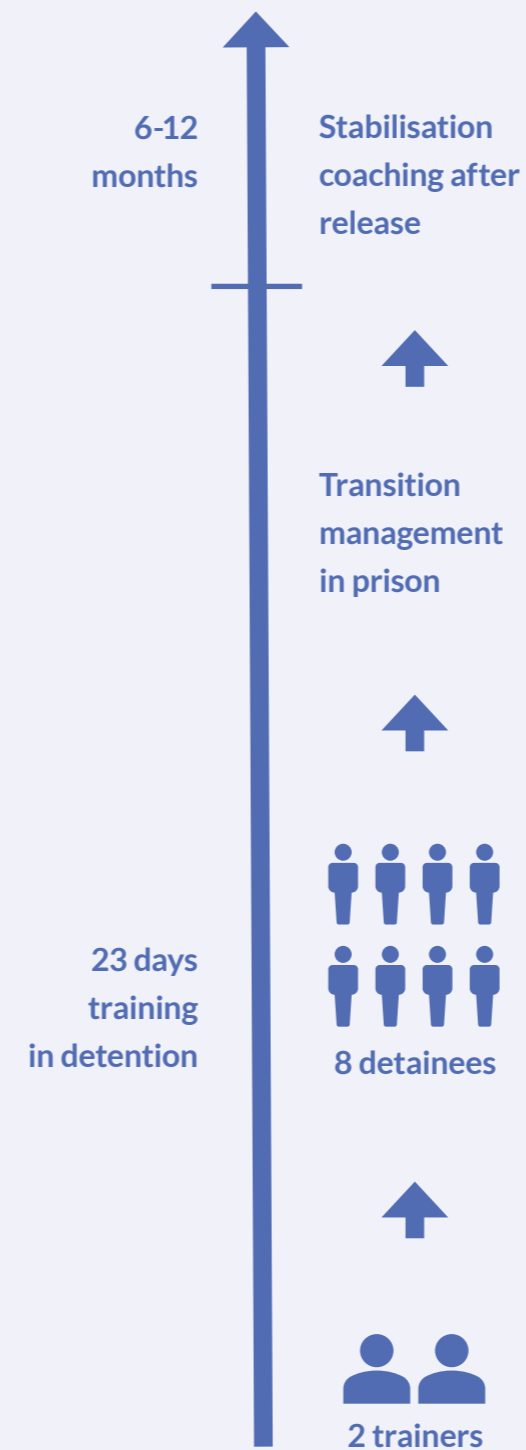 6-12
months
Stabilisation
coaching after
release
Transition
management
in prison
23 days
training
in detention
8 detainees
2 trainers